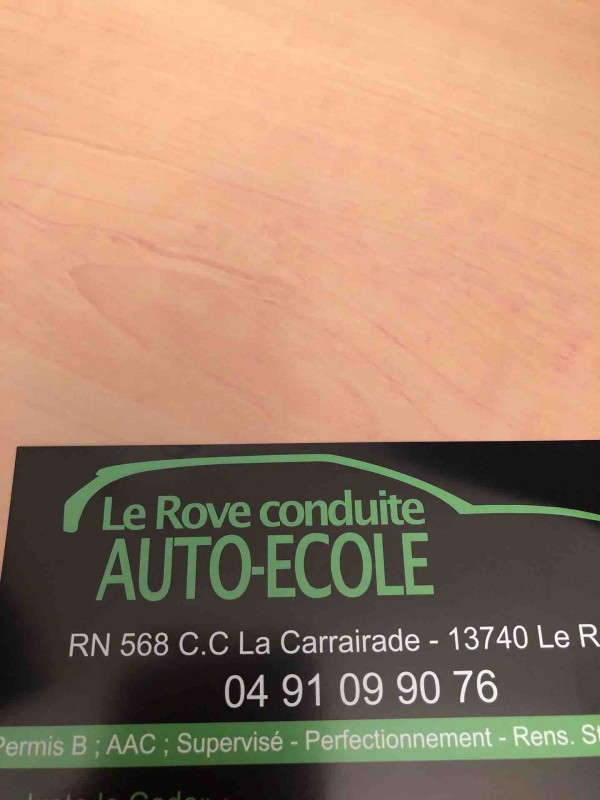 Le Rove conduite
AUTO-ECOLE
RN 568 C.C La Carrairade - 13740 Le R
04 91 09 90 76
Permis B ; AAC ; Supervisé - Perfectionnement - Rens. St